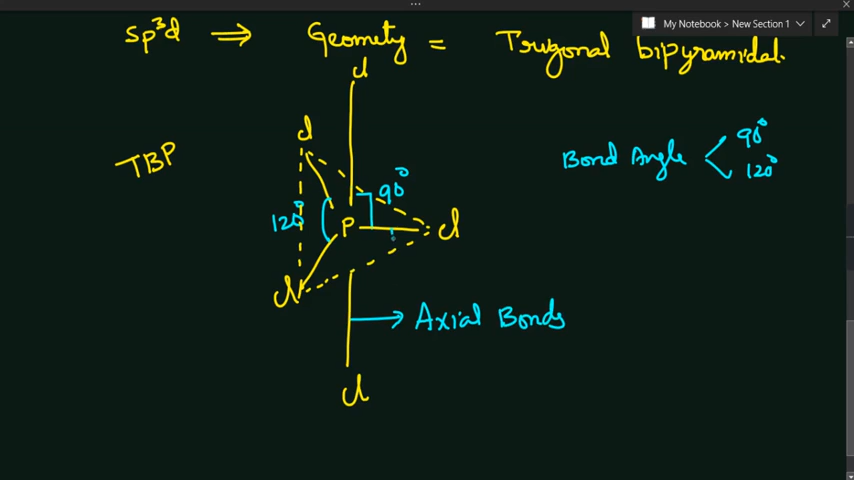 My Notebook > New Section 1
sp³d ⇒ Geometry = Trigonal bipyramidal.
Cl
Cl
TBP
90°
120°
P
Cl
Cl
Bond Angle < 90°
120°
Axial Bonds
Cl